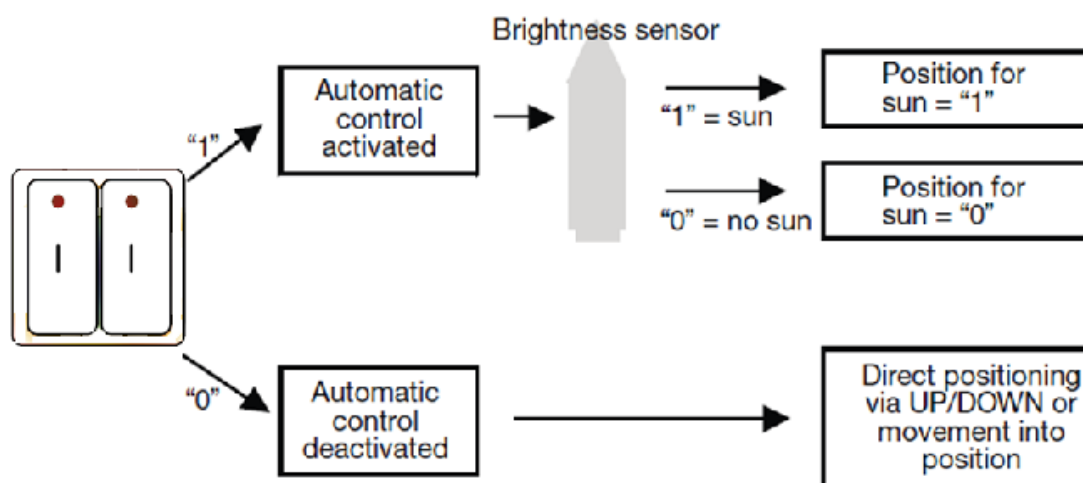 Brightness sensor
Automatic
control
activated
“1”
“1” = sun
Position for
sun = “1”
“0” = no sun
Position for
sun = “0”
“0”
Automatic
control
deactivated
Direct positioning
via UP/DOWN or
movement into
position